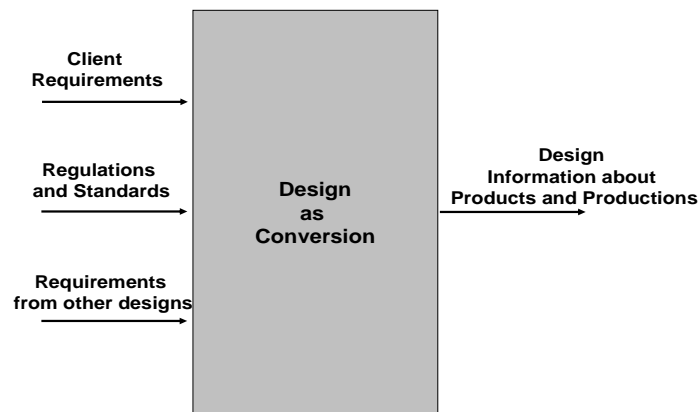 Client
Requirements
Regulations
and Standards
Requirements
from other designs
Design
as
Conversion
Design
Information about
Products and Productions